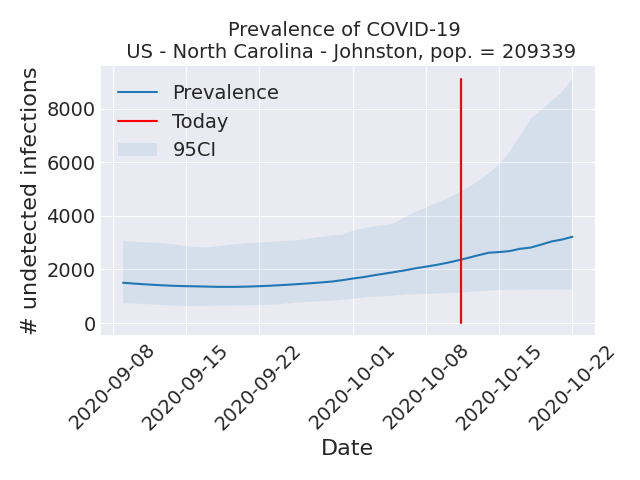 Prevalence of COVID-19
US - North Carolina - Johnston, pop. = 209339
# undetected infections
8000
6000
4000
2000
0
Prevalence
Today
95CI
2020-09-08
2020-09-15
2020-09-22
2020-10-01
2020-10-08
2020-10-15
2020-10-22
Date